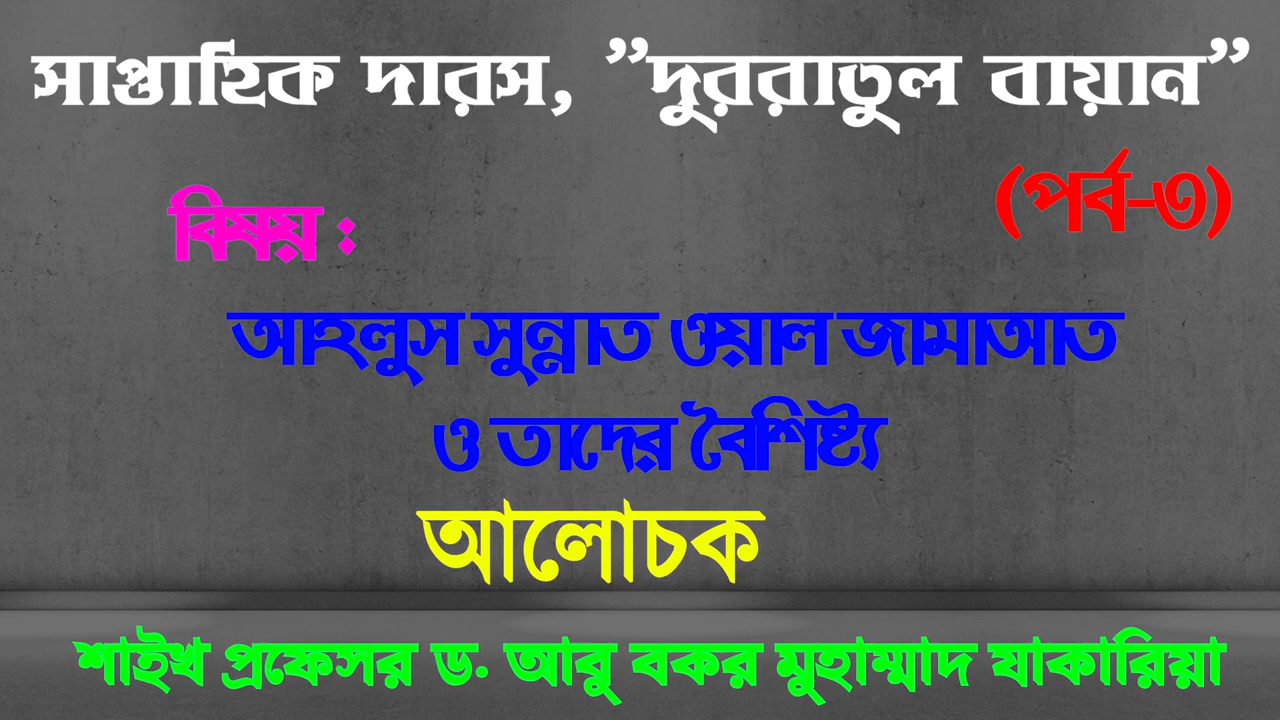 সাপ্তাহিক দারস, ”দুররাতুল বায়ান”
(পর্ব-৩)
বিষয় :
আহলুস সুন্নাত ওয়াল জামাআত
ও তাদের বৈশিষ্ট্য
আলোচক
শাইখ প্রফেসর ড. আবু বকর মুহাম্মাদ যাকারিয়া